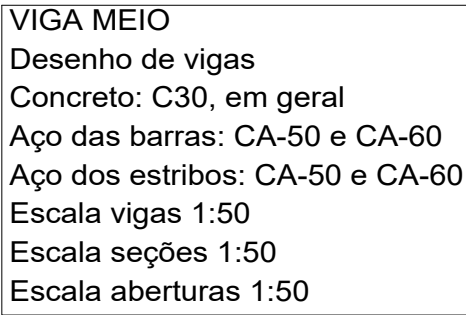 VIGA MEIO
Desenho de vigas
Concreto: C30, em geral
Aço das barras: CA-50 e CA-60
Aço dos estribos: CA-50 e CA-60
Escala vigas 1:50
Escala seções 1:50
Escala aberturas 1:50